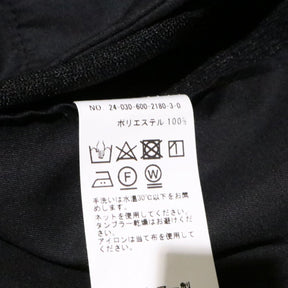 NO 24-030-600-2180-3-0
ポリエステル 100%
F W
手洗いは水温30℃以下をお薦
めします。
ネットを使用してください。
タンブラー乾燥はお避けくだ
さい。
アイロンは当て布を使用して
ください。
製